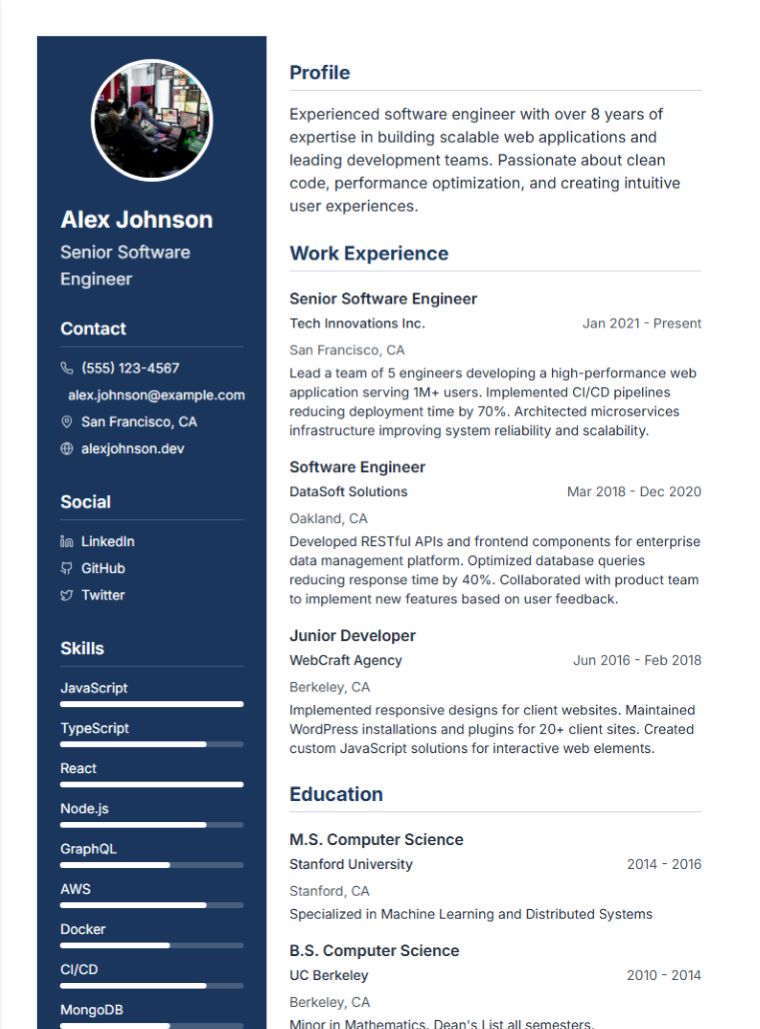 Alex Johnson
Senior Software
Engineer
Contact
(555) 123-4567
alex.johnson@example.com
San Francisco, CA
alexjohnson.dev
Social
LinkedIn
GitHub
Twitter
Skills
JavaScript
TypeScript
React
Node.js
GraphQL
AWS
Docker
CI/CD
MongoDB
Profile
Experienced software engineer with over 8 years of
expertise in building scalable web applications and
leading development teams. Passionate about clean
code, performance optimization, and creating intuitive
user experiences.
Work Experience
Senior Software Engineer
Tech Innovations Inc. Jan 2021 - Present
San Francisco, CA
Lead a team of 5 engineers developing a high-performance web
application serving 1M+ users. Implemented CI/CD pipelines
reducing deployment time by 70%. Architected microservices
infrastructure improving system reliability and scalability.
Software Engineer
DataSoft Solutions Mar 2018 - Dec 2020
Oakland, CA
Developed RESTful APIs and frontend components for enterprise
data management platform. Optimized database queries
reducing response time by 40%. Collaborated with product team
to implement new features based on user feedback.
Junior Developer
WebCraft Agency Jun 2016 - Feb 2018
Berkeley, CA
Implemented responsive designs for client websites. Maintained
WordPress installations and plugins for 20+ client sites. Created
custom JavaScript solutions for interactive web elements.
Education
M.S. Computer Science
Stanford University 2014 - 2016
Stanford, CA
Specialized in Machine Learning and Distributed Systems
B.S. Computer Science
UC Berkeley 2010 - 2014
Berkeley, CA
Minor in Mathematics. Dean's List all semesters.